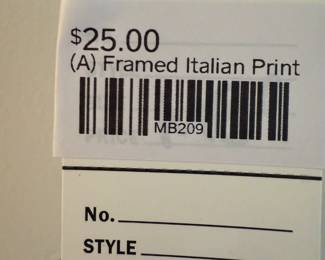 $25.00
(A) Framed Italian Print
MB209
No.
STYLE